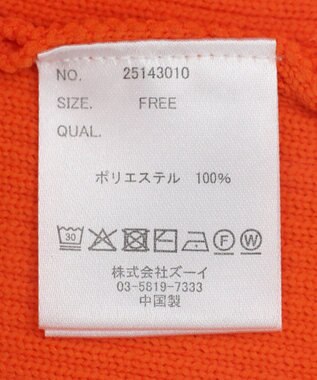 NO. 25143010
SIZE. FREE
QUAL.
ポリエステル 100%
30 F W
株式会社ズーイ
03-5819-7333
中国製